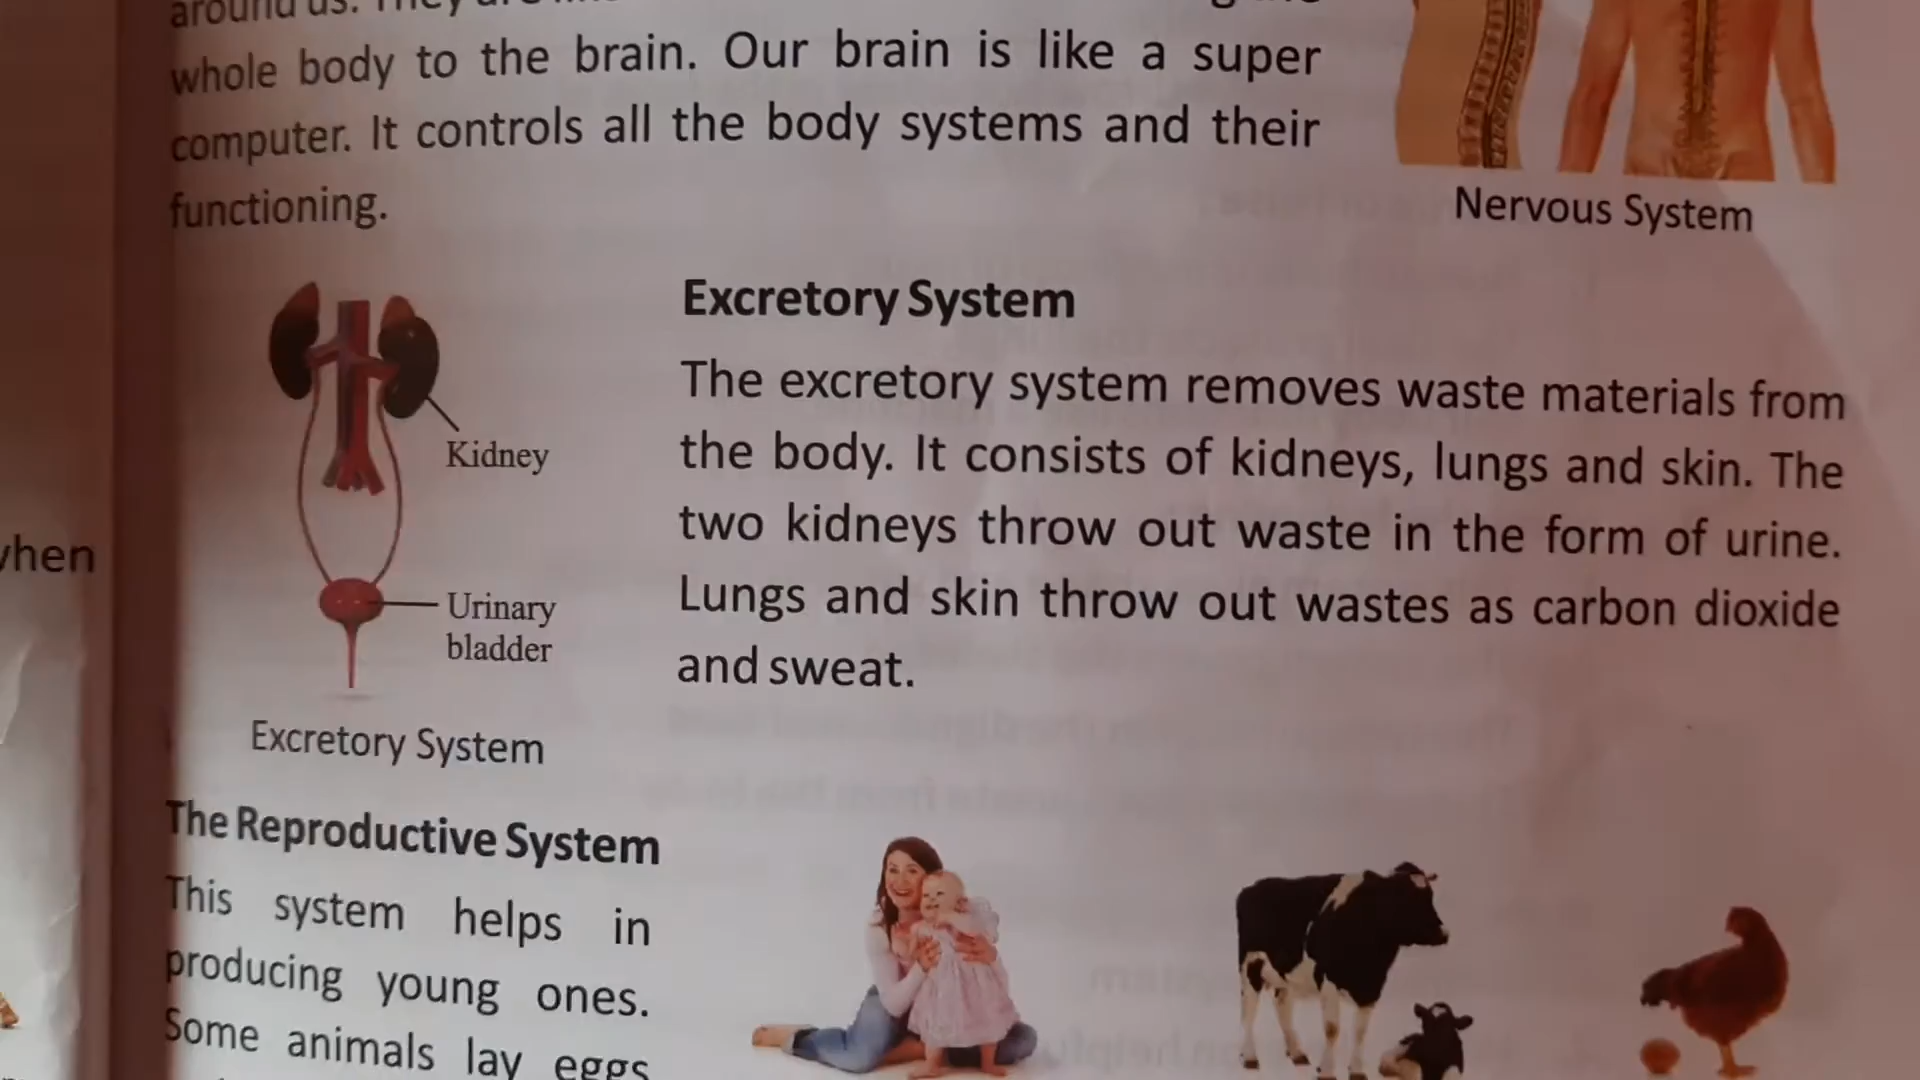 around us. They are
whole body to the brain. Our brain is like a super
computer. It controls all the body systems and their
functioning.
Nervous System
Excretory System
The excretory system removes waste materials from
the body. It consists of kidneys, lungs and skin. The
two kidneys throw out waste in the form of urine.
Lungs and skin throw out wastes as carbon dioxide
and sweat.
Kidney
Urinary
bladder
Excretory System
The Reproductive System
This system helps in
producing young ones.
Some animals lay eggs